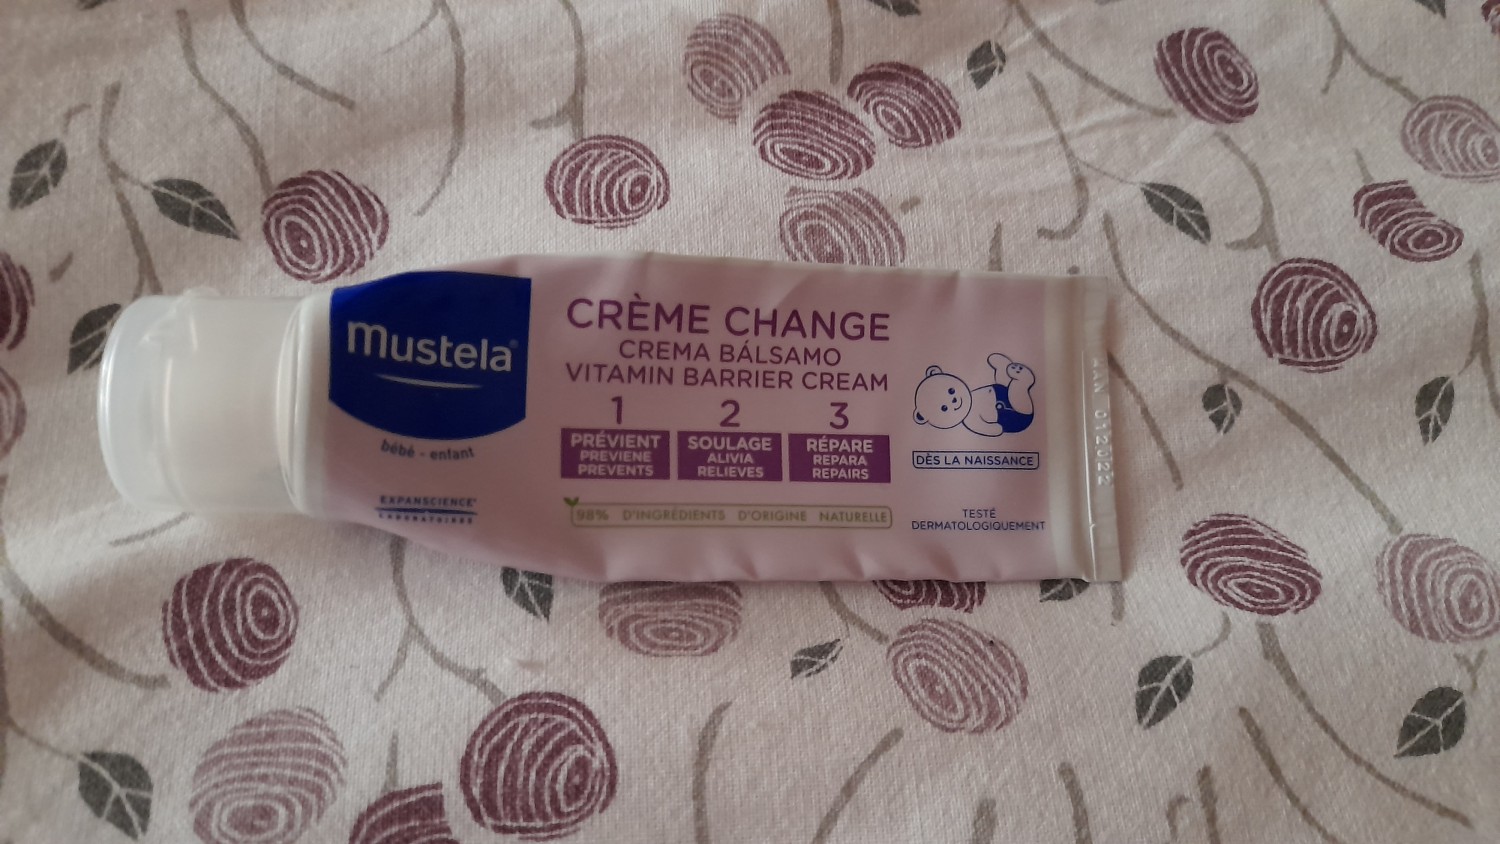 mustela®
bébé - enfant
EXPANSCIENCE®
LABORATOIRES
CRÈME CHANGE
CREMA BÁLSAMO
VITAMIN BARRIER CREAM
1
PRÉVIENT
PREVIENE
PREVENTS
2
SOULAGE
ALIVIA
RELIEVES
3
RÉPARE
REPARA
REPAIRS
98% D'INGRÉDIENTS D'ORIGINE NATURELLE
DÈS LA NAISSANCE
TESTÉ
DERMATOLOGIQUEMENT
012022